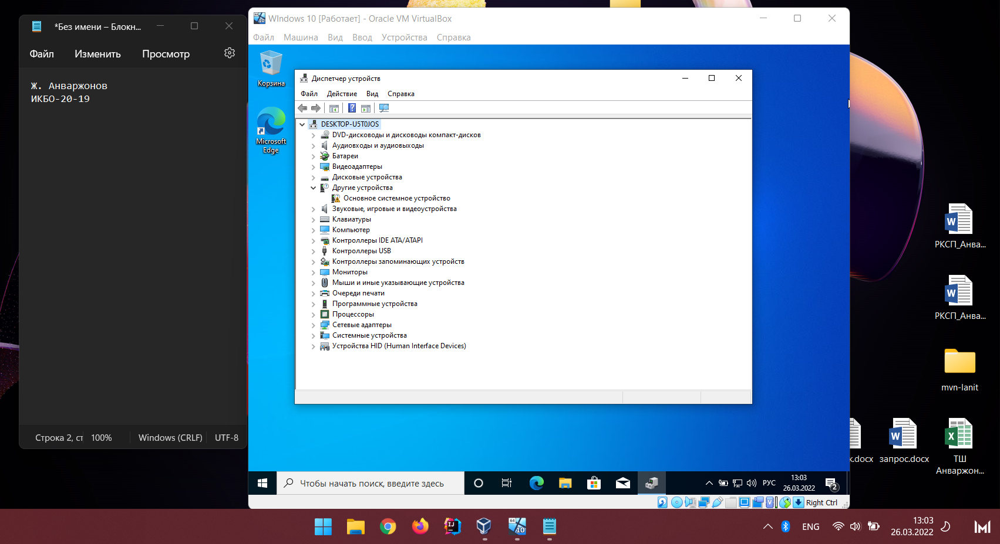 *Без имени – Блокн...
Файл
Изменить
Просмотр
Ж. Анваржонов
ИКБО-20-19
Строка 2, ст
100%
Windows (CRLF)
UTF-8
WIndows 10 [Работает] - Oracle VM VirtualBox
Файл
Машина
Вид
Ввод
Устройства
Справка
Корзина
Microsoft
Edge
Диспетчер устройств
Файл
Действие
Вид
Справка
DESKTOP-U5T0JOS
DVD-дисководы и дисководы компакт-дисков
Аудиовходы и аудиовыходы
Батареи
Видеоадаптеры
Дисковые устройства
Другие устройства
Основное системное устройство
Звуковые, игровые и видеоустройства
Клавиатуры
Компьютер
Контроллеры IDE ATA/ATAPI
Контроллеры USB
Контроллеры запоминающих устройств
Мониторы
Мыши и иные указывающие устройства
Очереди печати
Программные устройства
Процессоры
Сетевые адаптеры
Системные устройства
Устройства HID (Human Interface Devices)
Чтобы начать поиск, введите здесь
РУС
13:03
26.03.2022
2
Right Ctrl
РКСП_Анва...
РКСП_Анва...
mvn-lanit
к.docx
запрос.docx
ТШ
Анваржон...
ENG
13:03
26.03.2022